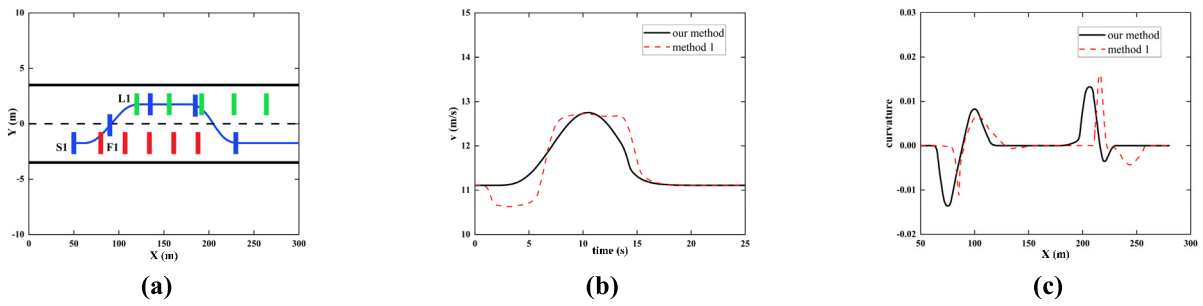 10
5
0
-5
-10
Y (m)
L1
S1
F1
0 50 100 150 200 250 300
X (m)
(a)
15
14
13
12
11
10
v (m/s)
our method
method 1
0 5 10 15 20 25
time (s)
(b)
0.03
0.02
0.01
0.00
-0.01
-0.02
curvature
our method
method 1
50 100 150 200 250 300
X (m)
(c)